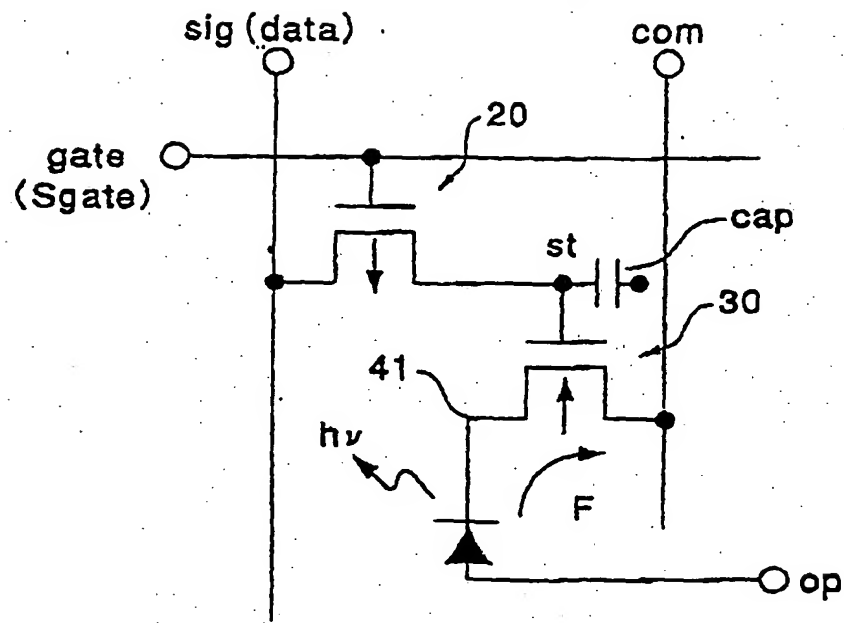 sig (data)
com
20
gate
(Sgate)
cap
st
30
41
hν
F
op